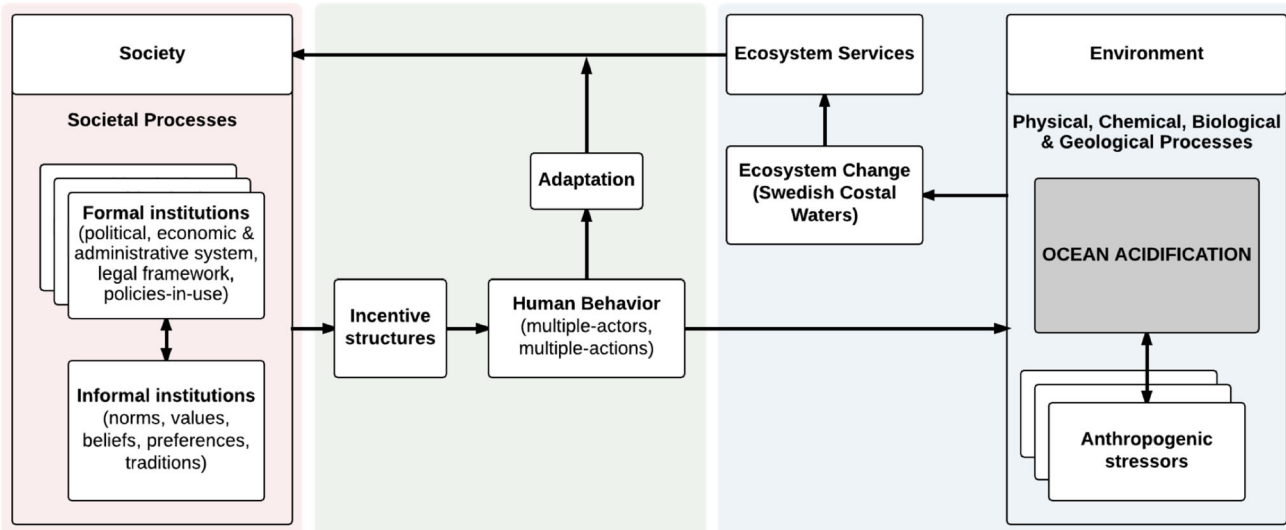 Society
Societal Processes
Formal institutions
(political, economic &
administrative system,
legal framework,
policies-in-use)
Informal institutions
(norms, values,
beliefs, preferences,
traditions)
Incentive
structures
Adaptation
Human Behavior
(multiple-actors,
multiple-actions)
Ecosystem Services
Ecosystem Change
(Swedish Costal
Waters)
Environment
Physical, Chemical, Biological
& Geological Processes
OCEAN ACIDIFICATION
Anthropogenic
stressors